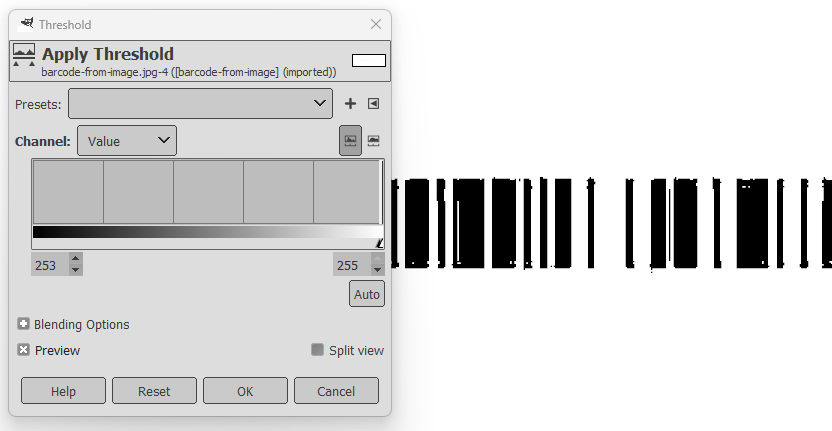 Threshold
Apply Threshold
barcode-from-image.jpg-4 ([barcode-from-image] (imported))
Presets:
Channel: Value
253 255
Auto
Blending Options
Preview Split view
Help Reset OK Cancel